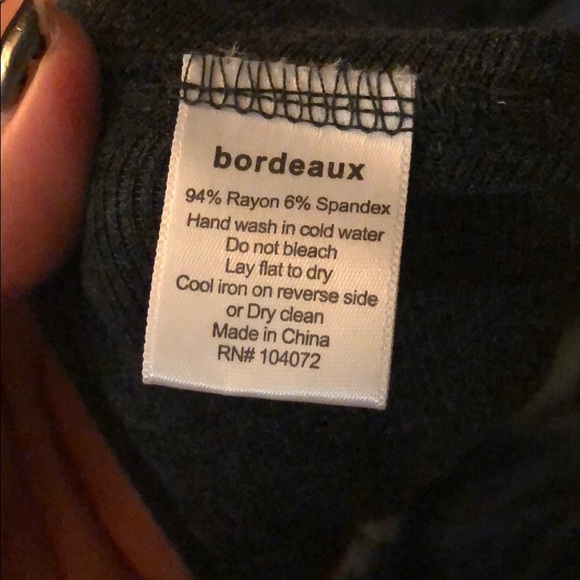 bordeaux
94% Rayon 6% Spandex
Hand wash in cold water
Do not bleach
Lay flat to dry
Cool iron on reverse side
or Dry clean
Made in China
RN# 104072